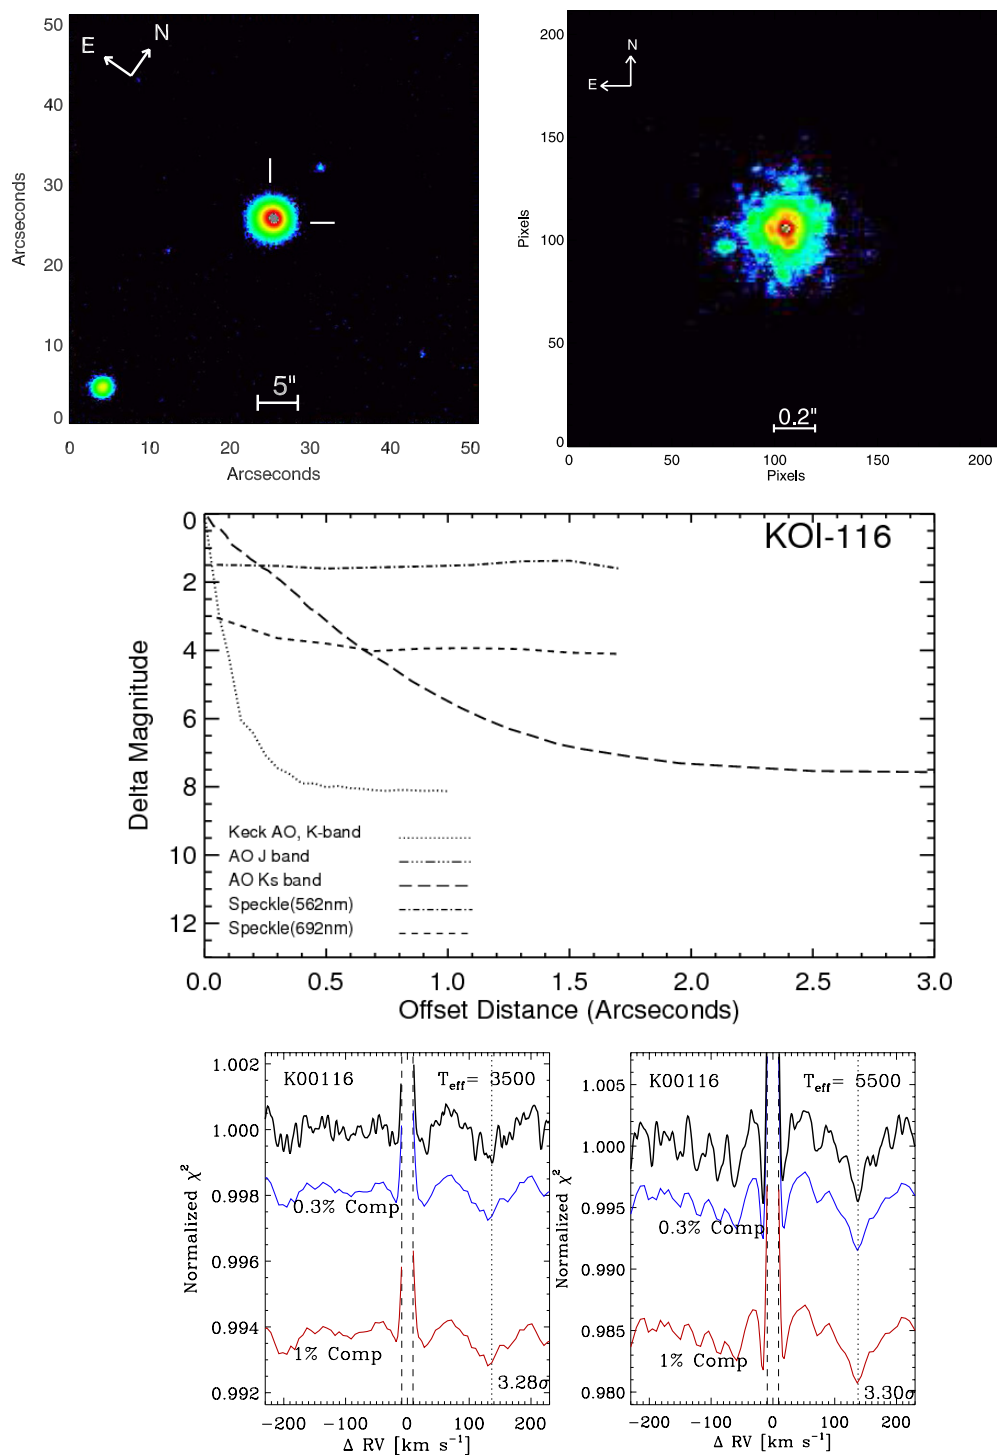 50
40
30
20
10
0
Arcseconds
E
N
5"
0 10 20 30 40 50
Arcseconds
200
150
100
50
0
Pixels
N
E
0.2"
0 50 100 150 200
Pixels
KOI-116
0
2
4
6
8
10
12
Delta Magnitude
Keck AO, K-band
AO J band
AO Ks band
Speckle(562nm)
Speckle(692nm)
0.0 0.5 1.0 1.5 2.0 2.5 3.0
Offset Distance (Arcseconds)
1.002
1.000
0.998
0.996
0.994
0.992
Normalized χ²
K00116
T_eff= 3500
0.3% Comp
1% Comp
3.28σ
−200 −100 0 100 200
Δ RV [km s⁻¹]
1.005
1.000
0.995
0.990
0.985
0.980
Normalized χ²
K00116
T_eff= 5500
0.3% Comp
1% Comp
3.30σ
−200 −100 0 100 200
Δ RV [km s⁻¹]